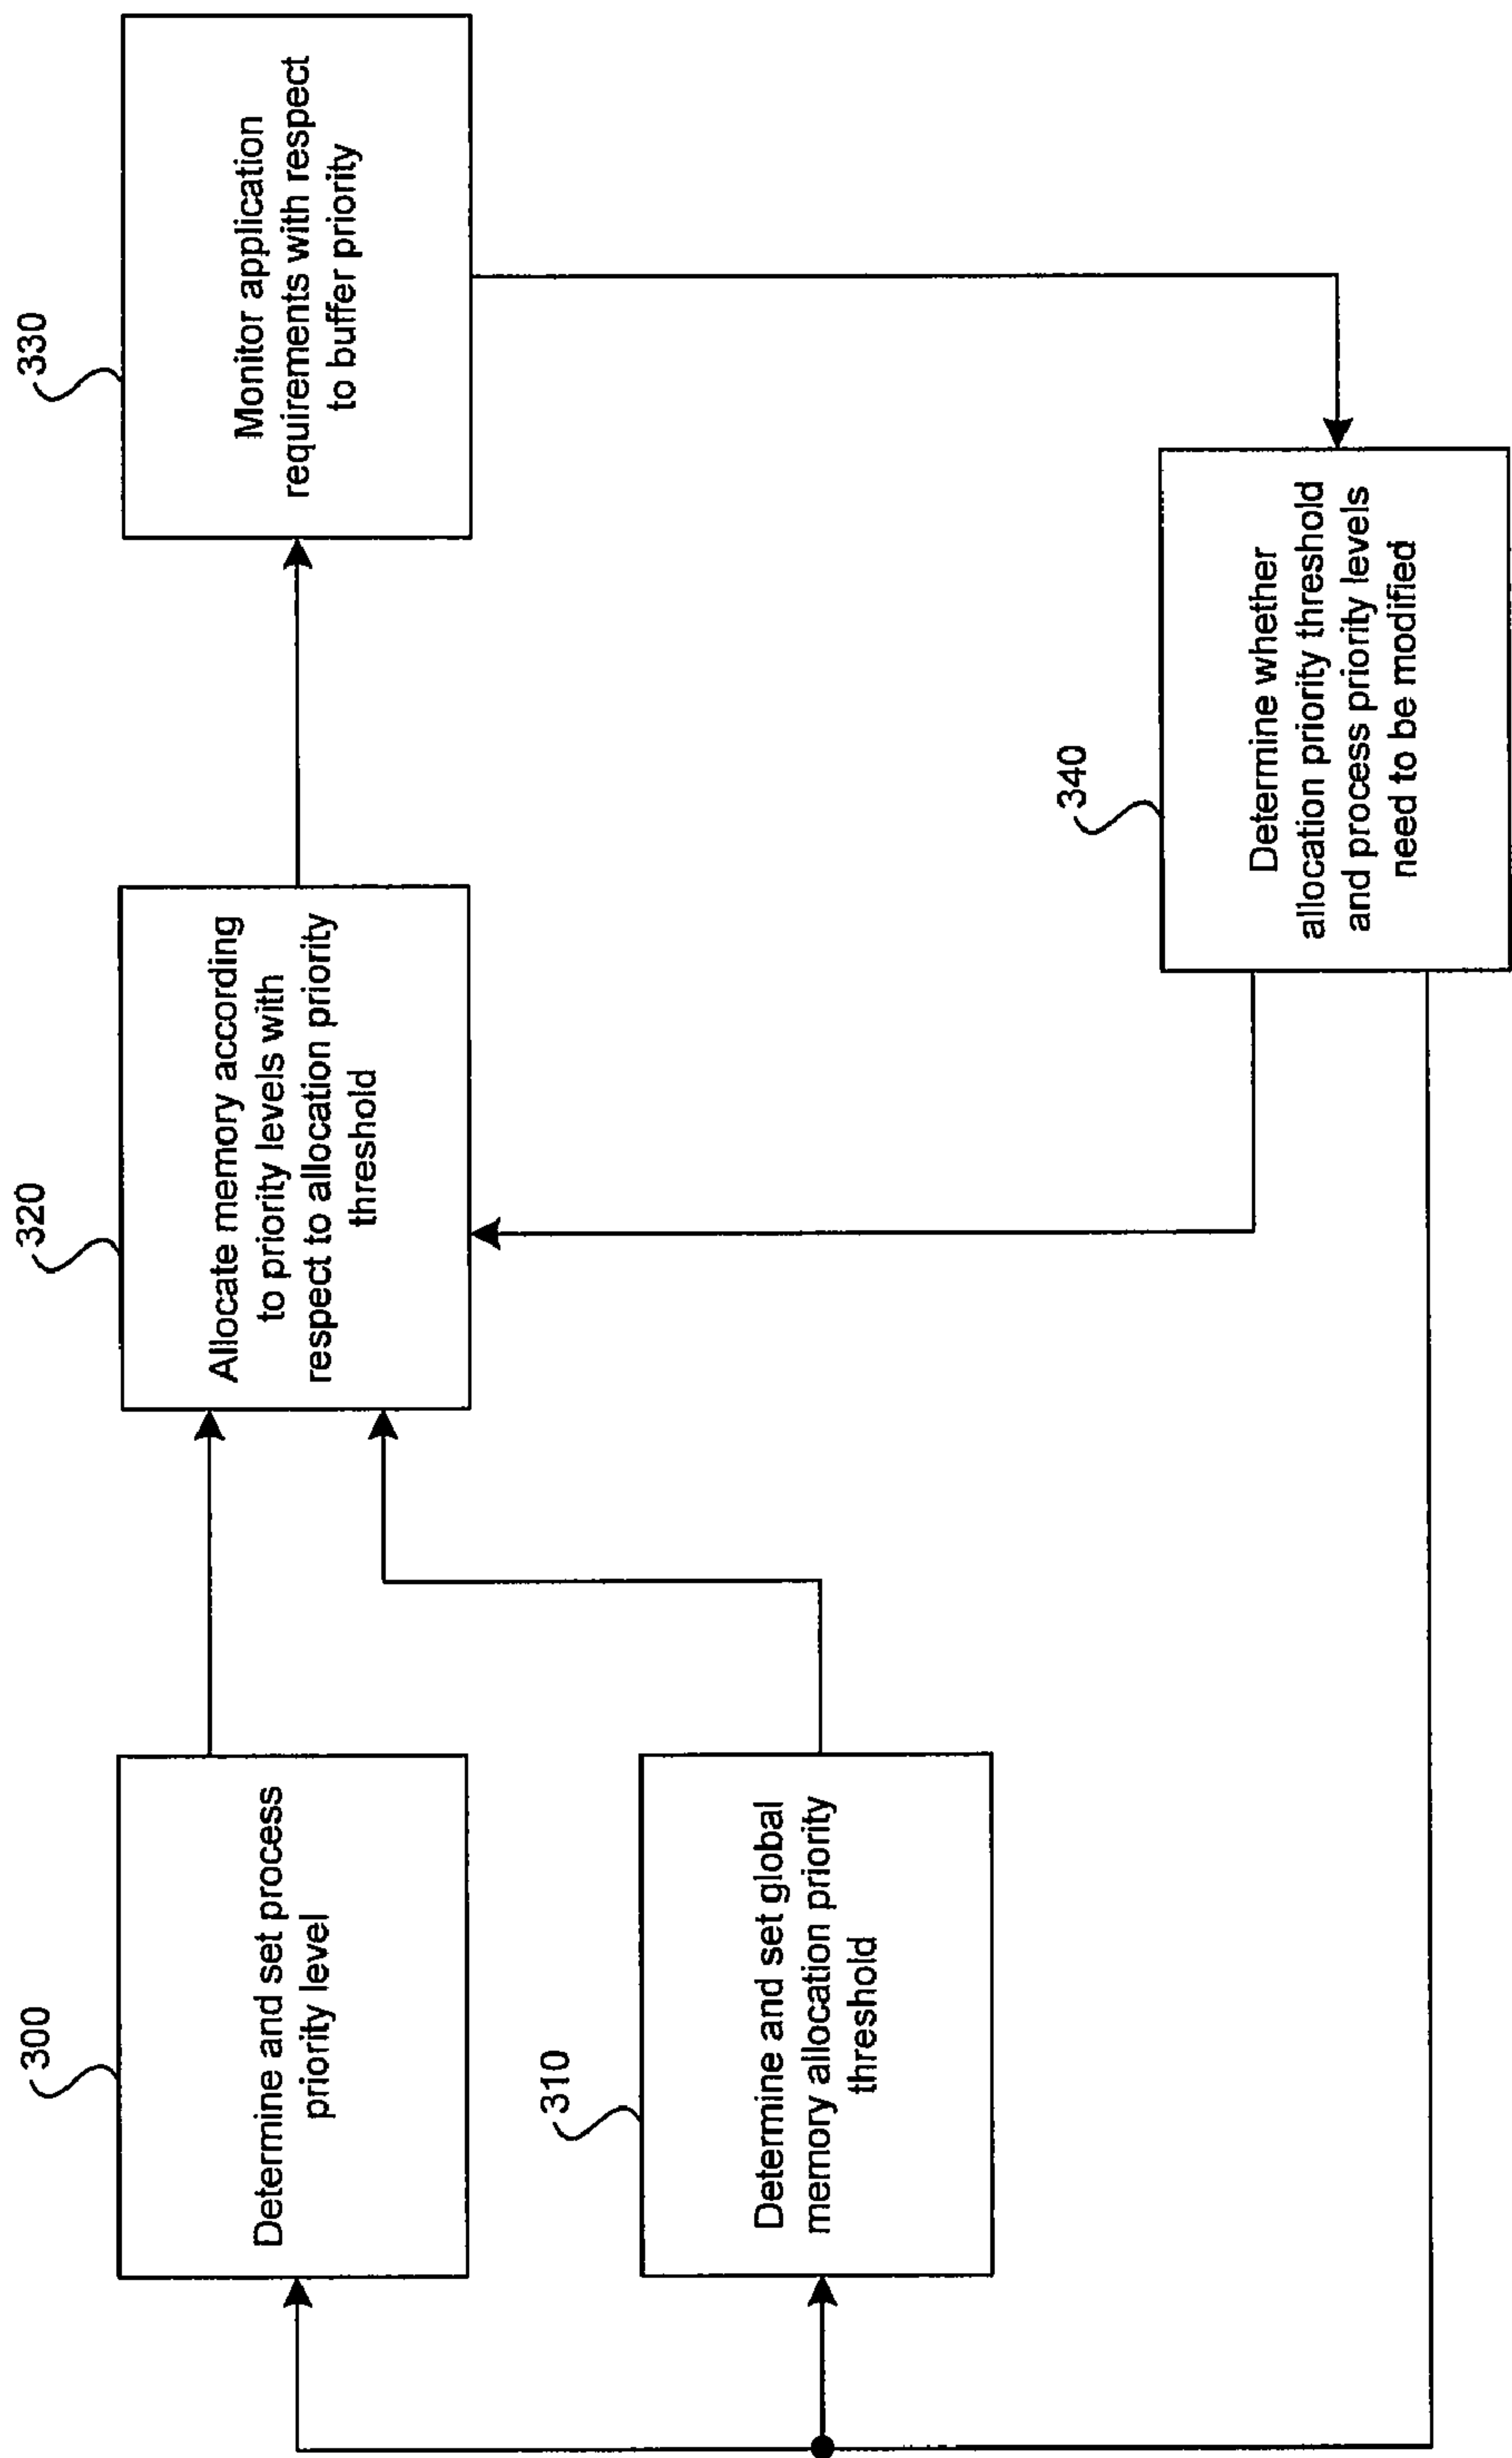 300
Determine and set process
priority level
310
Determine and set global
memory allocation priority
threshold
320
Allocate memory according
to priority levels with
respect to allocation priority
threshold
330
Monitor application
requirements with respect
to buffer priority
340
Determine whether
allocation priority threshold
and process priority levels
need to be modified